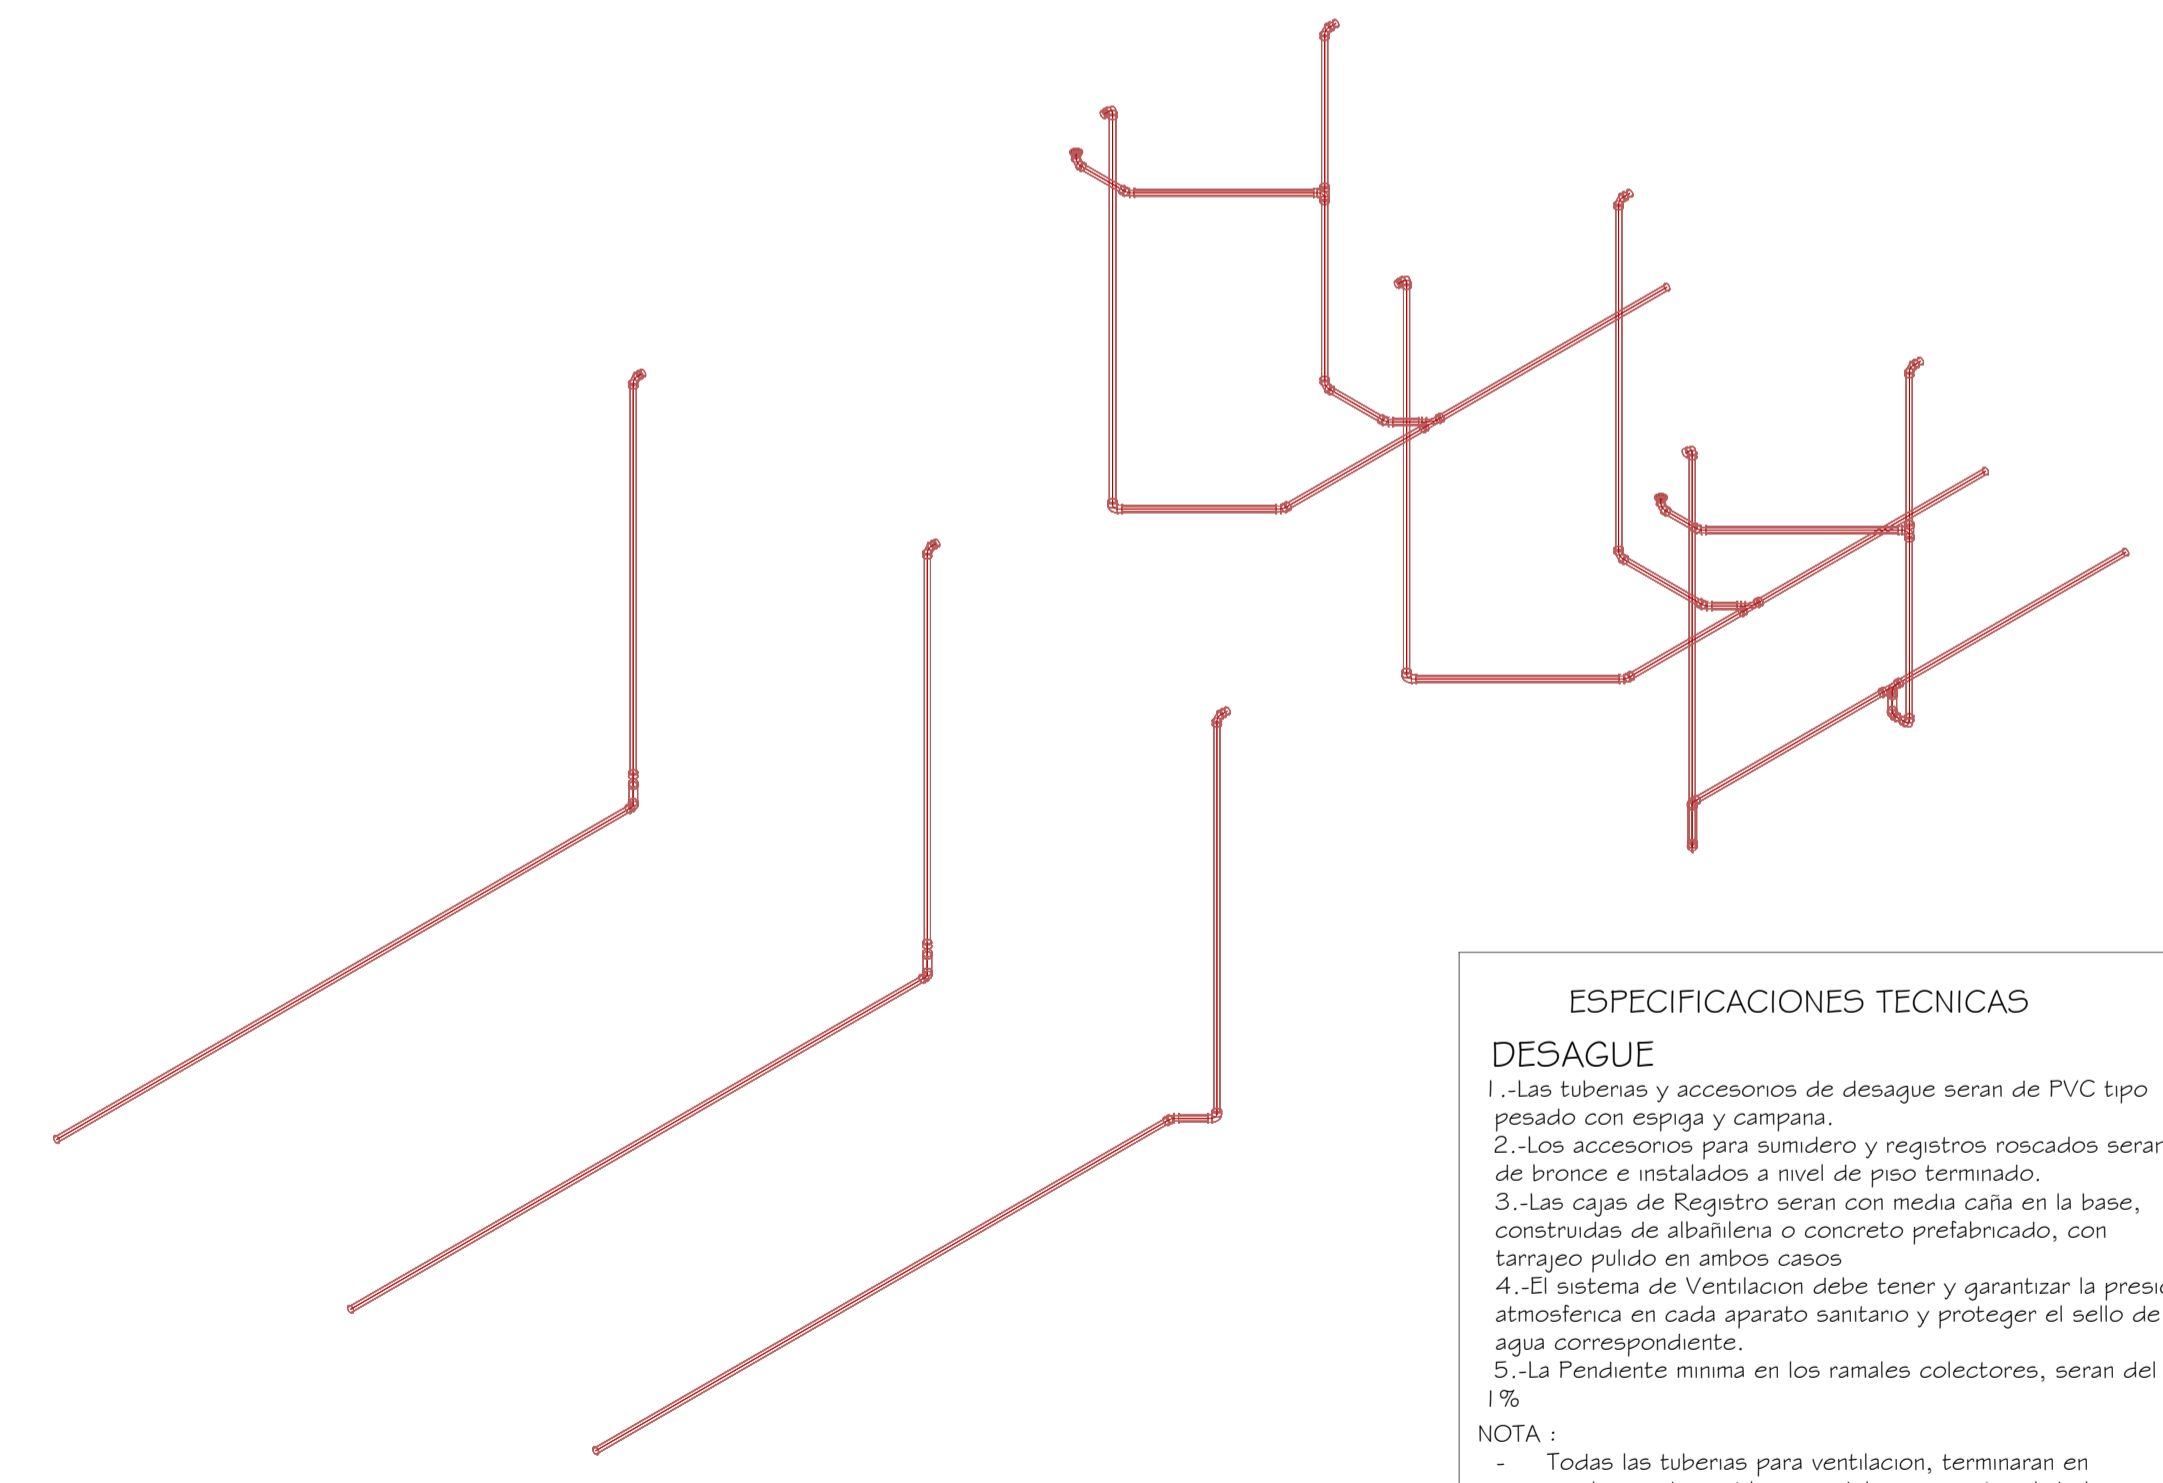 ESPECIFICACIONES TECNICAS
DESAGUE
1.-Las tuberias y accesorios de desague seran de PVC tipo
pesado con espiga y campana.
2.-Los accesorios para sumidero y registros roscados seran
de bronce e instalados a nivel de piso terminado.
3.-Las cajas de Registro seran con media caña en la base,
construidas de albañileria o concreto prefabricado, con
tarrajeo pulido en ambos casos
4.-El sistema de Ventilacion debe tener y garantizar la
atmosferica en cada aparato sanitario y proteger el sello de
agua correspondiente.
5.-La Pendiente minima en los ramales colectores, seran del
1%
NOTA :
- Todas las tuberias para ventilacion, terminaran en